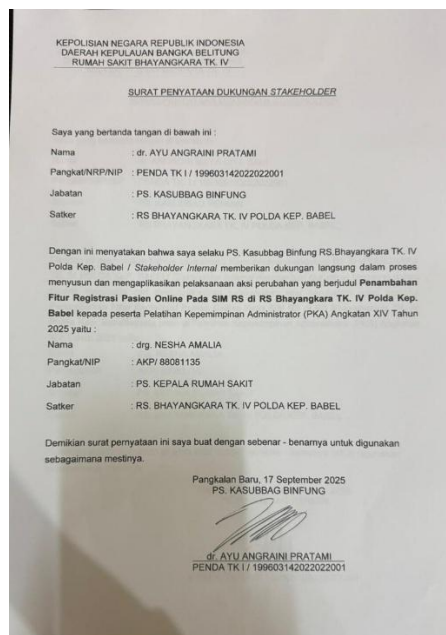 KEPOLISIAN NEGARA REPUBLIK INDONESIA
DAERAH KEPULAUAN BANGKA BELITUNG
RUMAH SAKIT BHAYANGKARA TK. IV
SURAT PENYATAAN DUKUNGAN STAKEHOLDER
Saya yang bertanda tangan di bawah ini :
Nama : dr. AYU ANGRAINI PRATAMI
Pangkat/NRP/NIP : PENDA TK I / 199603142022022001
Jabatan : PS. KASUBBAG BINFUNG
Satker : RS BHAYANGKARA TK. IV POLDA KEP. BABEL
Dengan ini menyatakan bahwa saya selaku PS. Kasubbag Binfung RS.Bhayangkara TK. IV
Polda Kep. Babel / Stakeholder Internal memberikan dukungan langsung dalam proses
menyusun dan mengaplikasikan pelaksanaan aksi perubahan yang berjudul Penambahan
Fitur Registrasi Pasien Online Pada SIM RS di RS Bhayangkara TK. IV Polda Kep.
Babel kepada peserta Pelatihan Kepemimpinan Administrator (PKA) Angkatan XIV Tahun
2025 yaitu :
Nama : drg. NESHA AMALIA
Pangkat/NIP : AKP/ 88081135
Jabatan : PS. KEPALA RUMAH SAKIT
Satker : RS. BHAYANGKARA TK. IV POLDA KEP. BABEL
Demikian surat pernyataan ini saya buat dengan sebenar - benarnya untuk digunakan
sebagaimana mestinya.
Pangkalan Baru, 17 September 2025
PS. KASUBBAG BINFUNG
dr. AYU ANGRAINI PRATAMI
PENDA TK I / 199603142022022001